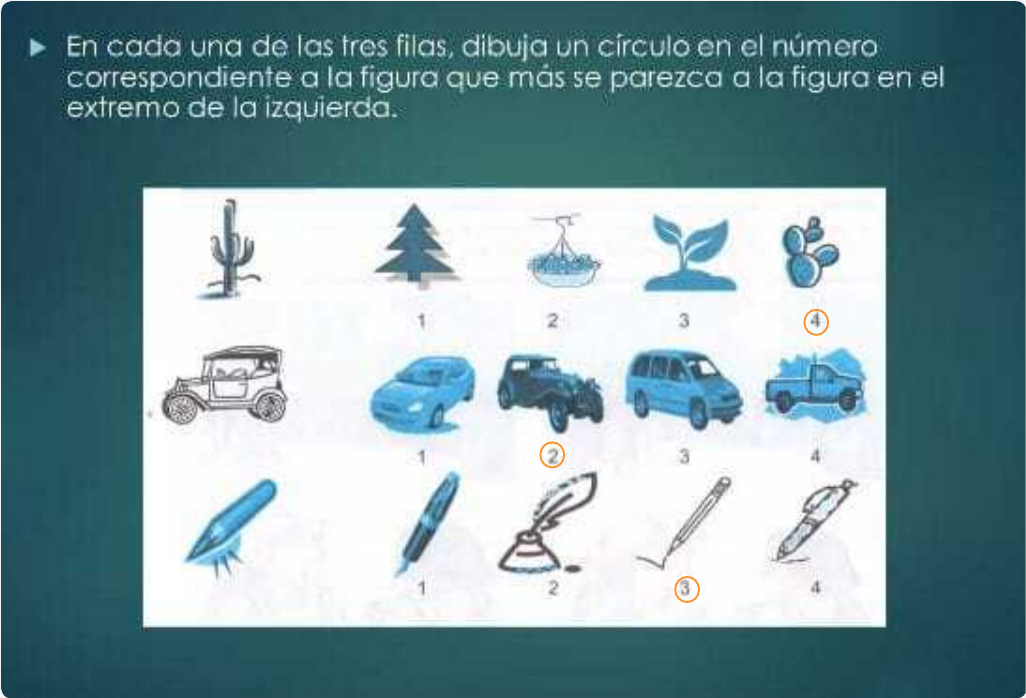 En cada una de las tres filas, dibuja un círculo en el número
correspondiente a la figura que más se parezca a la figura en el
extremo de la izquierda.
1 2 3 4
1 2 3 4
1 2 3 4